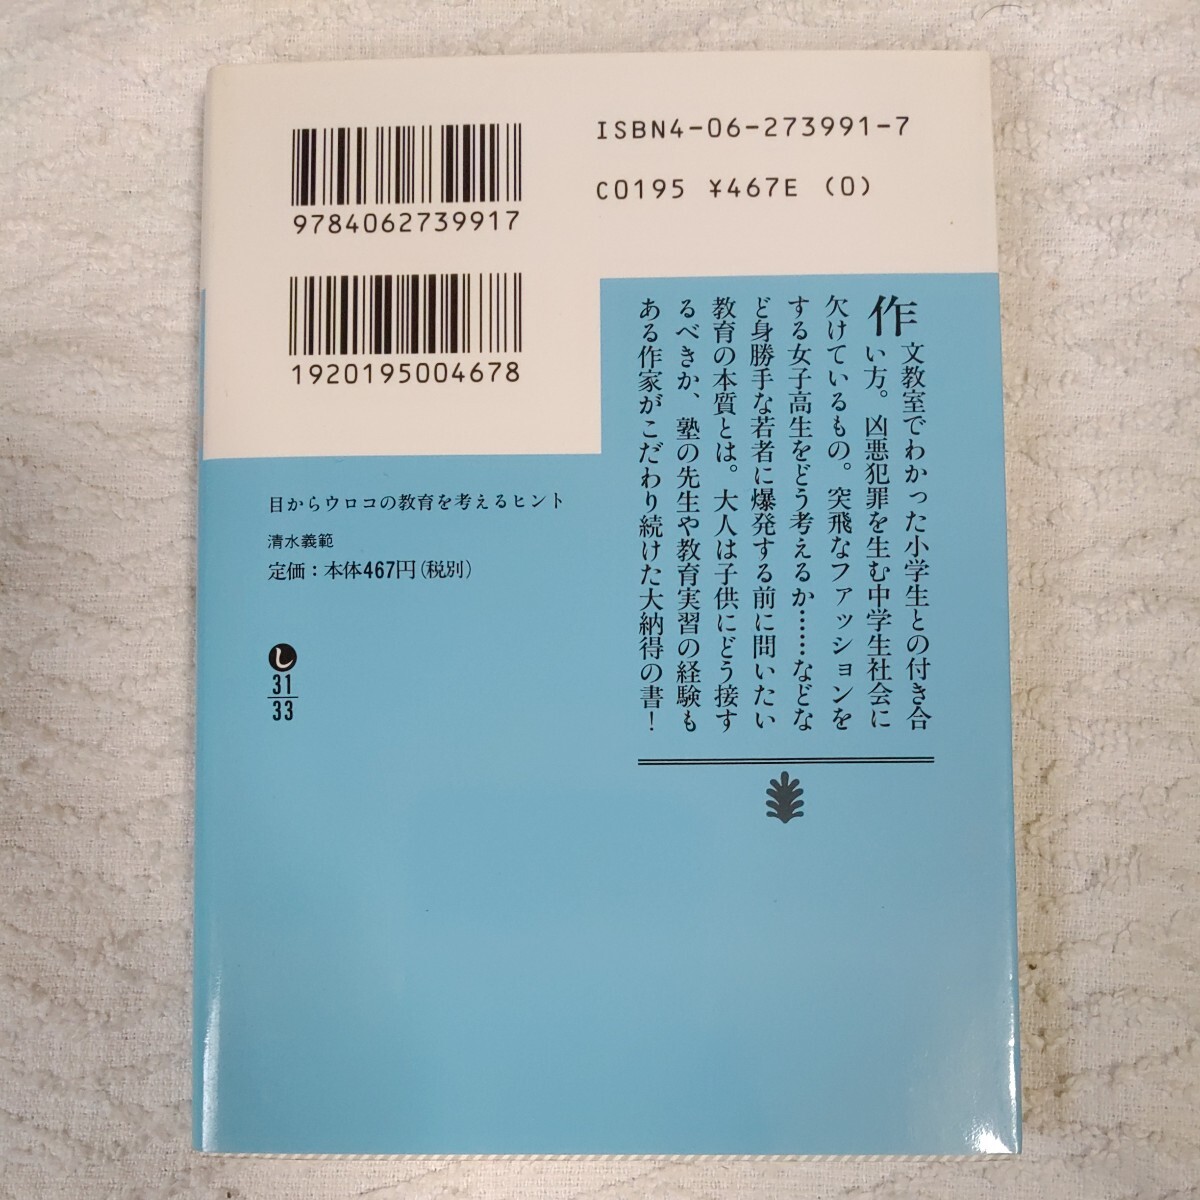 9784062739917
ISBN4-06-273991-7
C0195 ¥467E (0)
1920195004678
作文教室でわかった小学生との付き合
い方。凶悪犯罪を生む中学生社会に
欠けているもの。突飛なファッションを
する女子高生をどう考えるか……などな
ど身勝手な若者に爆発する前に問いたい
教育の本質とは。大人は子供にどう接す
るべきか、塾の先生や教育実習の経験も
ある作家がこだわり続けた大納得の書！
目からウロコの教育を考えるヒント
清水義範
定価：本体467円（税別）
し
31
33